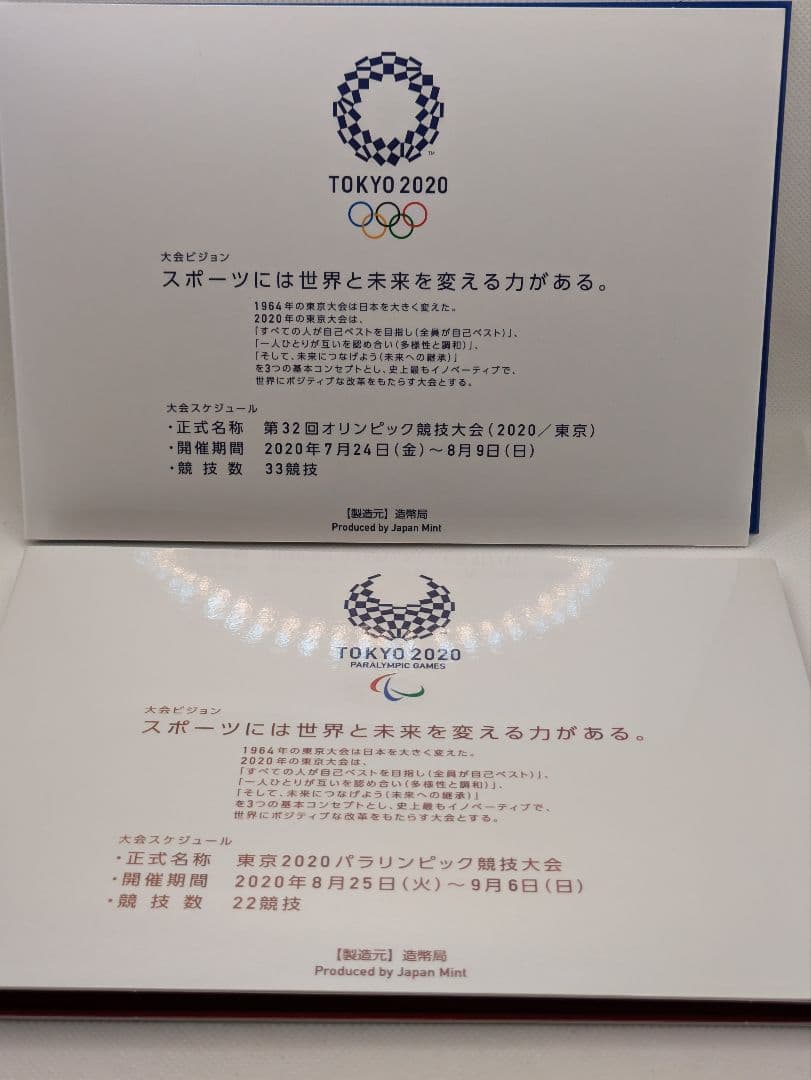 TM
TOKYO 2020
大会ビジョン
スポーツには世界と未来を変える力がある。
1964年の東京大会は日本を大きく変えた。
2020年の東京大会は、
「すべての人が自己ベストを目指し(全員が自己ベスト)」、
「一人ひとりが互いを認め合い(多様性と調和)」、
「そして、未来につなげよう(未来への継承)」
を3つの基本コンセプトとし、史上最もイノベーティブで、
世界にポジティブな改革をもたらす大会とする。
大会スケジュール
・正式名称 第32回オリンピック競技大会(2020/東京)
・開催期間 2020年7月24日(金)～8月9日(日)
・競技数 33競技
【製造元】造幣局
Produced by Japan Mint
TOKYO 2020
PARALYMPIC GAMES
大会ビジョン
スポーツには世界と未来を変える力がある。
1964年の東京大会は日本を大きく変えた。
2020年の東京大会は、
「すべての人が自己ベストを目指し(全員が自己ベスト)」、
「一人ひとりが互いを認め合い(多様性と調和)」、
「そして、未来につなげよう(未来への継承)」
を3つの基本コンセプトとし、史上最もイノベーティブで、
世界にポジティブな改革をもたらす大会とする。
大会スケジュール
・正式名称 東京2020パラリンピック競技大会
・開催期間 2020年8月25日(火)～9月6日(日)
・競技数 22競技
【製造元】造幣局
Produced by Japan Mint